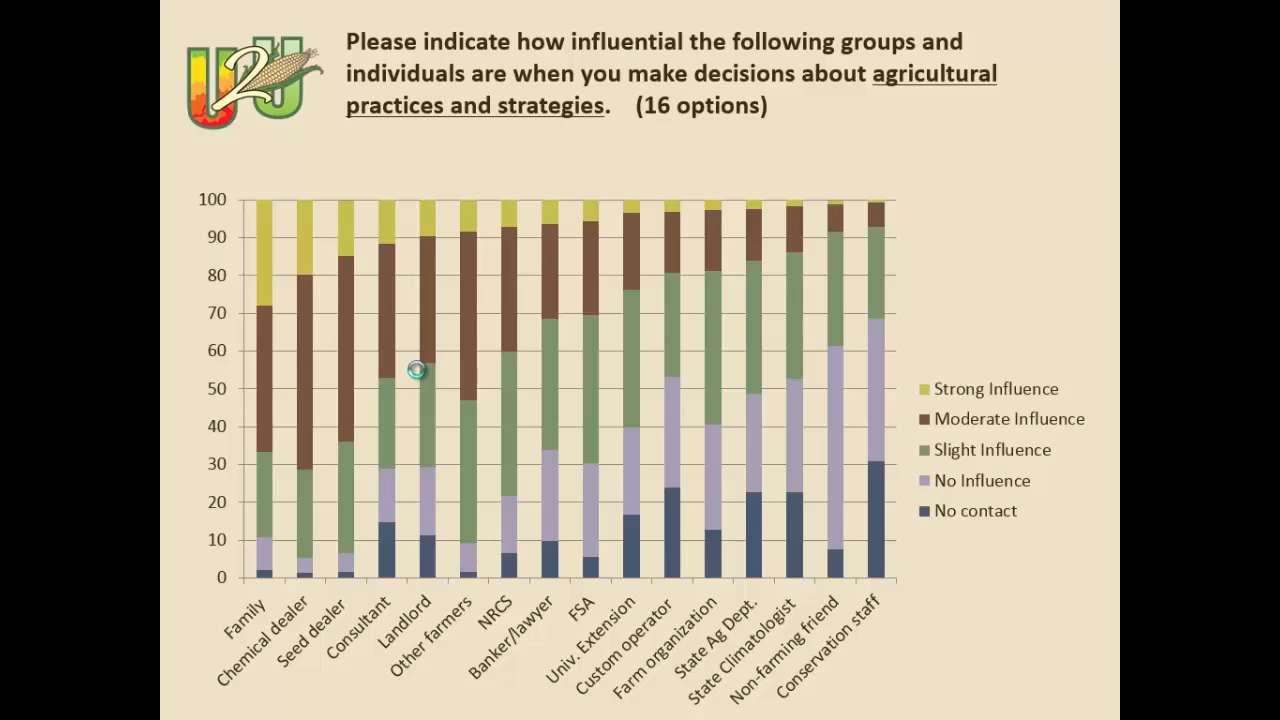 U2U
Please indicate how influential the following groups and
individuals are when you make decisions about agricultural
practices and strategies. (16 options)
100
90
80
70
60
50
40
30
20
10
0
Strong Influence
Moderate Influence
Slight Influence
No Influence
No contact
Family
Chemical dealer
Seed dealer
Consultant
Landlord
Other farmers
NRCS
Banker/lawyer
FSA
Univ. Extension
Custom operator
Farm organization
State Ag Dept.
State Climatologist
Non-farming friend
Conservation staff